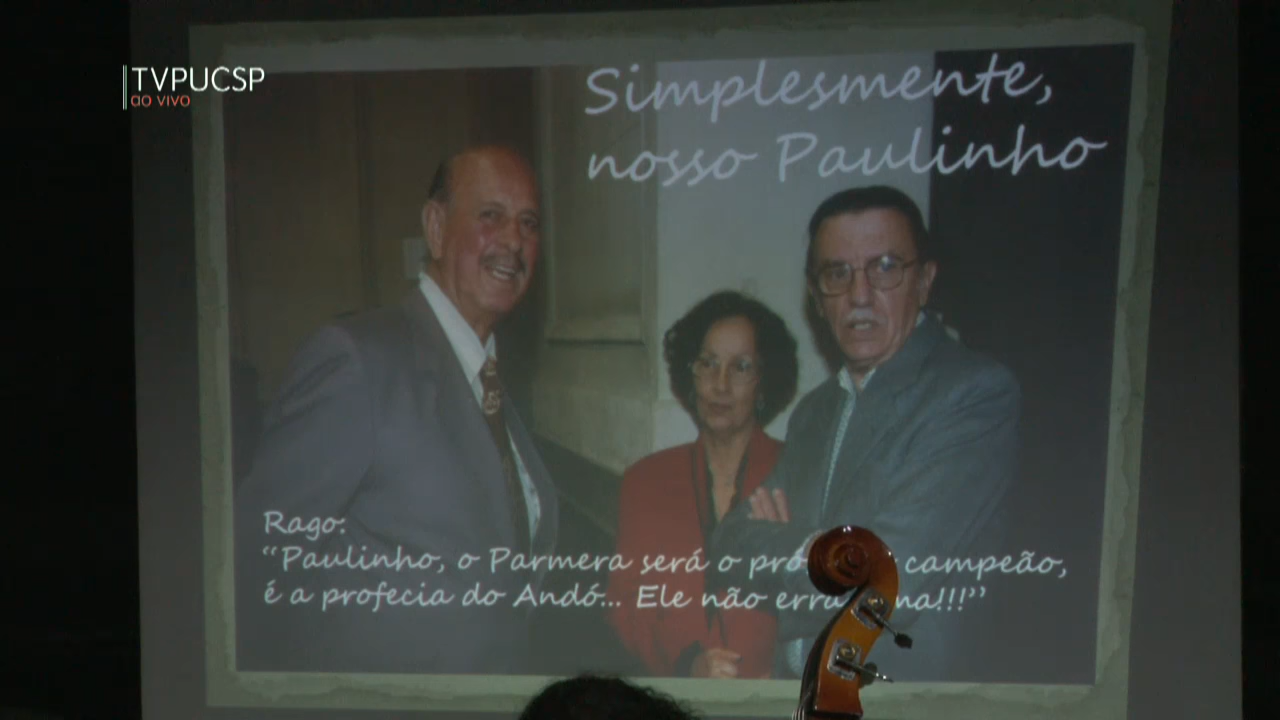 TVPUCSP
ao vivo
Simplesmente,
nosso Paulinho
Rago:
“Paulinho, o Parmera será o campeão,
é a profecia do Andó... Ele não !!!”